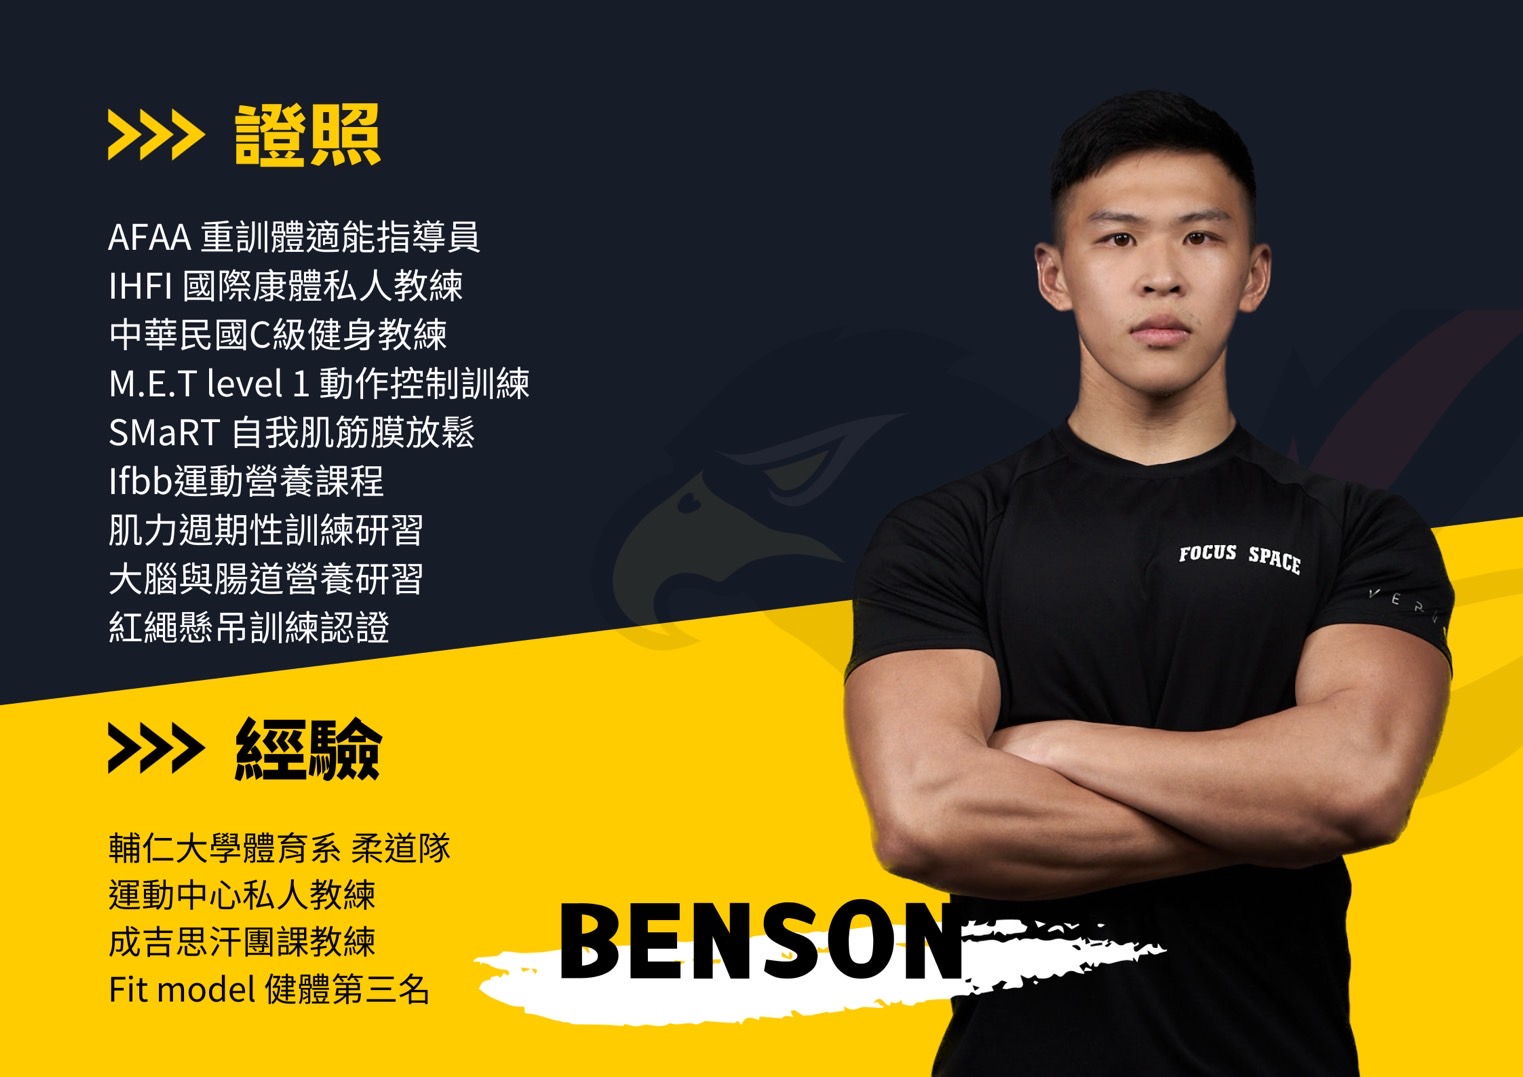 證照
AFAA 重訓體適能指導員
IHFI 國際康體私人教練
中華民國C級健身教練
M.E.T level 1 動作控制訓練
SMaRT 自我肌筋膜放鬆
Ifbb運動營養課程
肌力週期性訓練研習
大腦與腸道營養研習
紅繩懸吊訓練認證
經驗
輔仁大學體育系 柔道隊
運動中心私人教練
成吉思汗團課教練
Fit model 健體第三名
BENSON
FOCUS SPACE